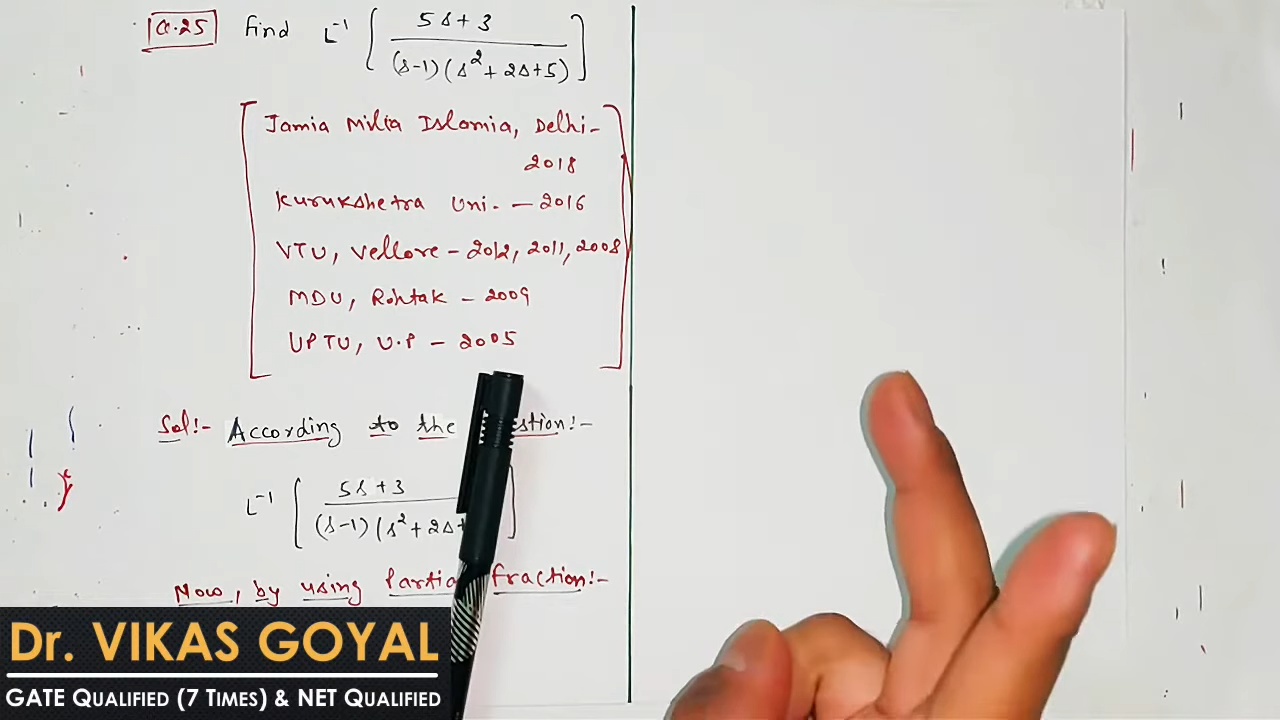 Q.25 Find L⁻¹ [ 5s+3
(s-1)(s²+2s+5) ]
Jamia Milia Islamia, Delhi-
2018
Kurukshetra Uni. - 2016
VTU, Vellore - 2012, 2011, 2008
MDU, Rohtak - 2009
UPTU, U.P - 2005
Sol:- According to the stion:-
L⁻¹ [ 5s+3
(s-1)(s²+2s+ ]
Now, by using Partia fraction:-
Dr. VIKAS GOYAL
GATE Qualified (7 Times) & NET Qualified